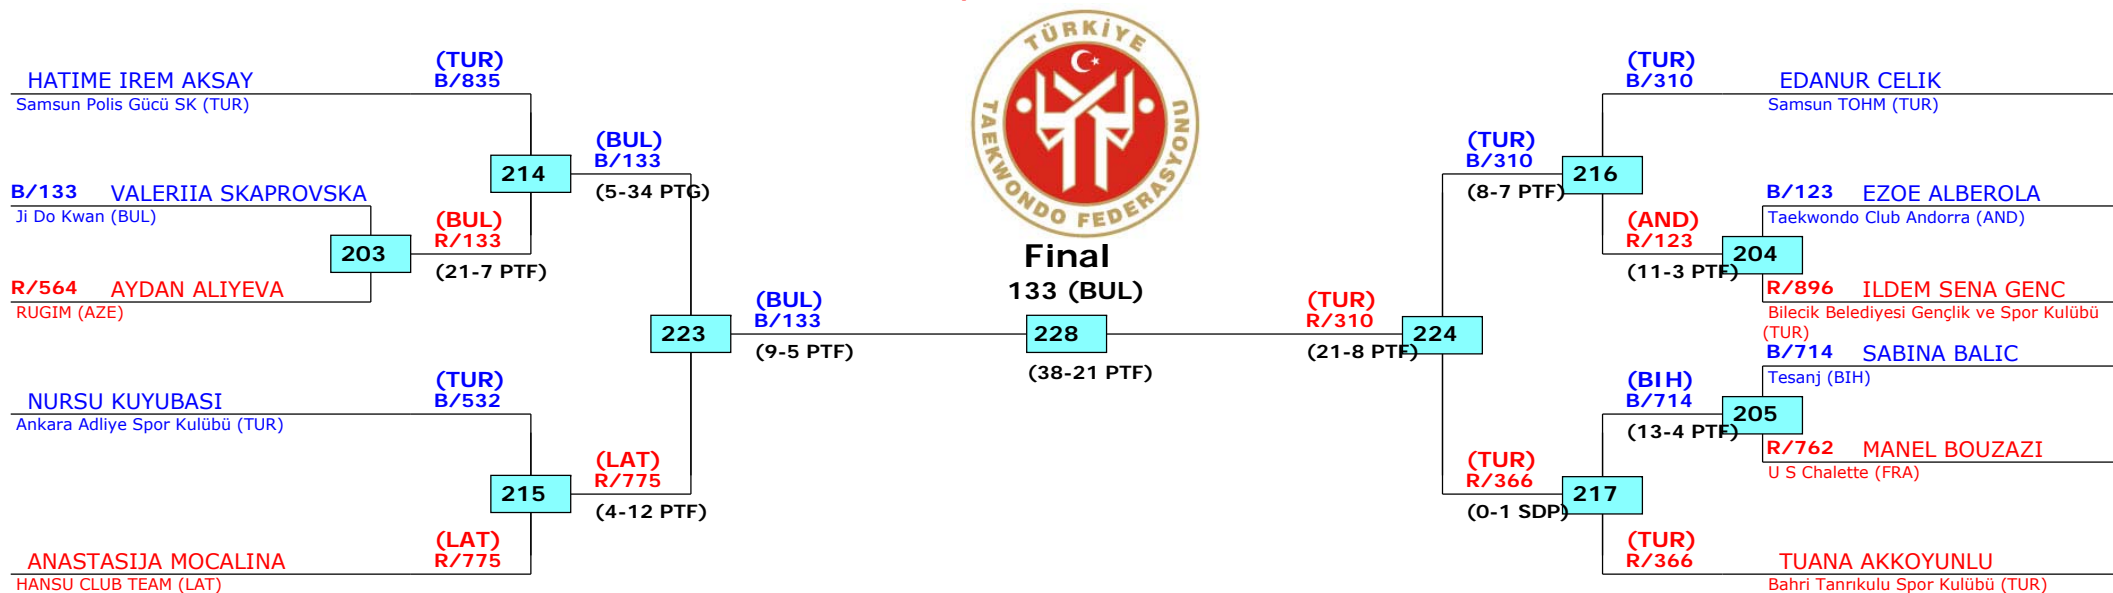 TÜRKİYE
TAEKWONDO FEDERASYONU
(TUR)
B/835
HATIME IREM AKSAY
Samsun Polis Gücü SK (TUR)
214
(BUL)
B/133
(5-34 PTG)
B/133 VALERIIA SKAPROVSKA
Ji Do Kwan (BUL)
203
(BUL)
R/133
(21-7 PTF)
R/564 AYDAN ALIYEVA
RUGIM (AZE)
223
(BUL)
B/133
(9-5 PTF)
(TUR)
B/532
NURSU KUYUBASI
Ankara Adliye Spor Kulübü (TUR)
215
(LAT)
R/775
(4-12 PTF)
(LAT)
R/775
ANASTASIJA MOCALINA
HANSU CLUB TEAM (LAT)
Final
133 (BUL)
228
(38-21 PTF)
(TUR)
R/310
(21-8 PTF)
224
(TUR)
B/310
(8-7 PTF)
216
(TUR)
B/310
EDANUR CELIK
Samsun TOHM (TUR)
B/123 EZOE ALBEROLA
Taekwondo Club Andorra (AND)
(AND)
R/123
(11-3 PTF)
204
R/896 ILDEM SENA GENC
Bilecik Belediyesi Gençlik ve Spor Kulübü
(TUR)
B/714 SABINA BALIC
Tesanj (BIH)
(BIH)
B/714
(13-4 PTF)
205
R/762 MANEL BOUZAZI
U S Chalette (FRA)
(TUR)
R/366
(0-1 SDP)
217
(TUR)
R/366
TUANA AKKOYUNLU
Bahri Tanrıkulu Spor Kulübü (TUR)